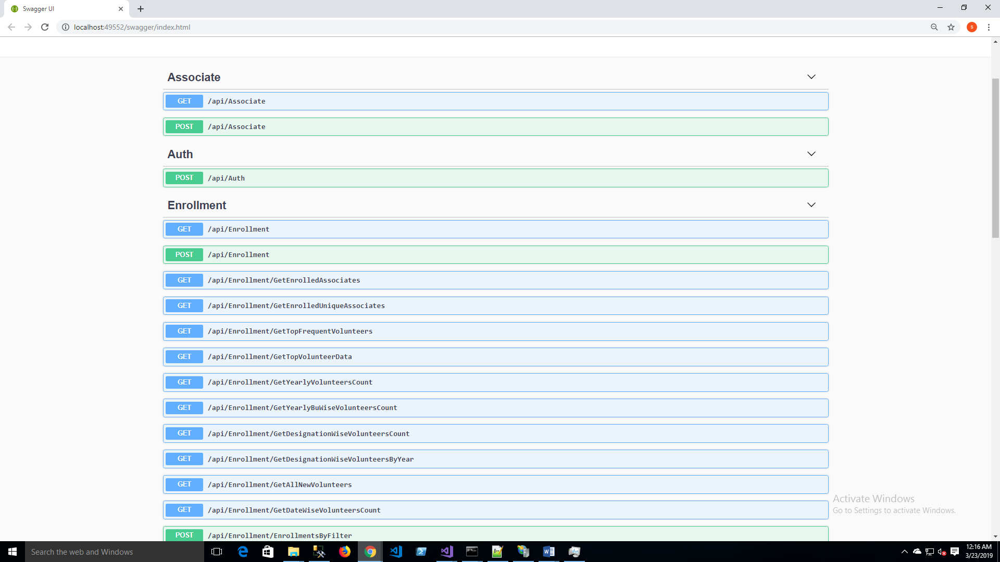 Swagger UI
localhost:49552/swagger/index.html
s
Associate
GET /api/Associate
POST /api/Associate
Auth
POST /api/Auth
Enrollment
GET /api/Enrollment
POST /api/Enrollment
GET /api/Enrollment/GetEnrolledAssociates
GET /api/Enrollment/GetEnrolledUniqueAssociates
GET /api/Enrollment/GetTopFrequentVolunteers
GET /api/Enrollment/GetTopVolunteerData
GET /api/Enrollment/GetYearlyVolunteersCount
GET /api/Enrollment/GetYearlyBuWiseVolunteersCount
GET /api/Enrollment/GetDesignationWiseVolunteersCount
GET /api/Enrollment/GetDesignationWiseVolunteersByYear
GET /api/Enrollment/GetAllNewVolunteers
GET /api/Enrollment/GetDateWiseVolunteersCount
POST /api/Enrollment/EnrollmentsByFilter
Activate Windows
Go to Settings to activate Windows.
Search the web and Windows
12:16 AM
3/23/2019